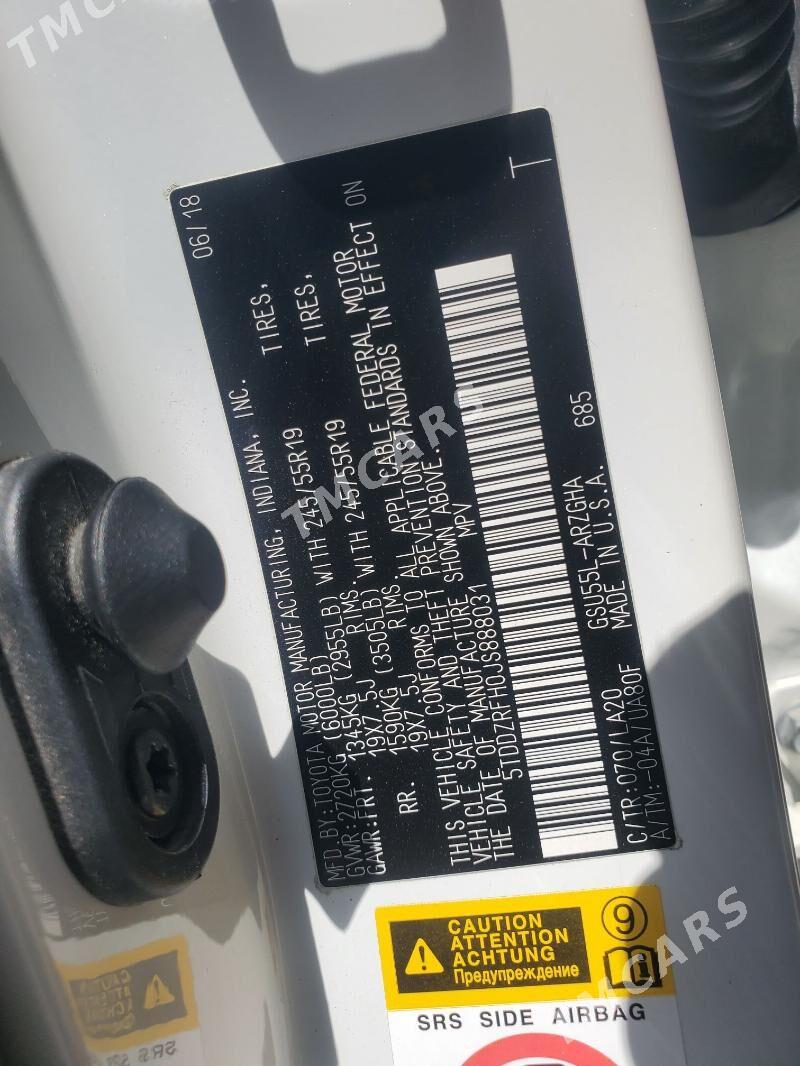 TMCARS
MFD. BY: TOYOTA MOTOR MANUFACTURING, INDIANA, INC. 06/18
GVWR: 2720KG (6000LB)
GAWR: FRT. 1345KG (2955LB) WITH 245/55R19 TIRES,
19X7.5J RIMS
RR. 1590KG (3505LB) WITH 245/55R19 TIRES,
19X7.5J RIMS.
THIS VEHICLE CONFORMS TO ALL APPLICABLE FEDERAL MOTOR
VEHICLE SAFETY AND THEFT PREVENTION STANDARDS IN EFFECT ON
THE DATE OF MANUFACTURE SHOWN ABOVE.
5TDDZRFH0JS888031 MPV
T
C/TR: 070/LA20 GSU55L-ARZGHA 685
A/TM: -04A/UA80F MADE IN U.S.A.
TMCARS
CAUTION
ATTENTION
ACHTUNG
Предупреждение
9
SRS SIDE AIRBAG
TMCARS